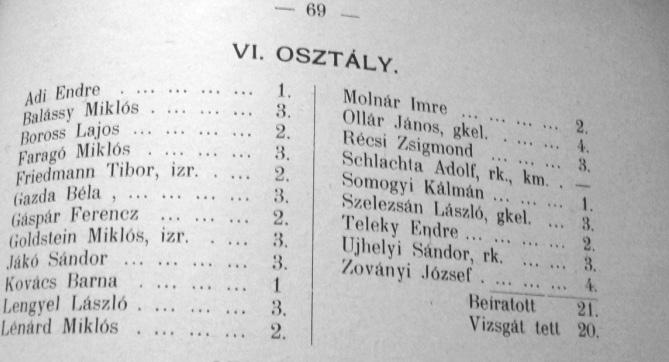 — 69 —
VI. OSZTÁLY.
Adi Endre . ... ... ... ... 1.
Balássy Miklós . ... ... ... 3.
Boross Lajos ... ... ... ... 2.
Faragó Miklós . ... ... ... 3.
Friedmann Tibor, izr. . ... 2.
Gazda Béla , ... ... ... ... 3.
Gáspár Ferencz ... ... ... 2.
Goldstein Miklós, izr. . ... 3.
Jákó Sándor ... ... ... ... 3.
Kovács Barna . ... ... ... 1
Lengyel László . ... ... ... 3.
Lénárd Miklós ... ... ... ... 2.
Molnár Imre ... ... ... ... 2.
Ollár János, gkel. . ... ... 4.
Récsi Zsigmond ... ... ... 3.
Schlachta Adolf, rk., km. . —
Somogyi Kálmán ... ... ... 1.
Szelezsán László, gkel. ... 3.
Teleky Endre ... ... ... ... 2.
Ujhelyi Sándor, rk. ... ... 3.
Zoványi József . ... ... ... 4.
Beiratott 21.
Vizsgát tett 20.